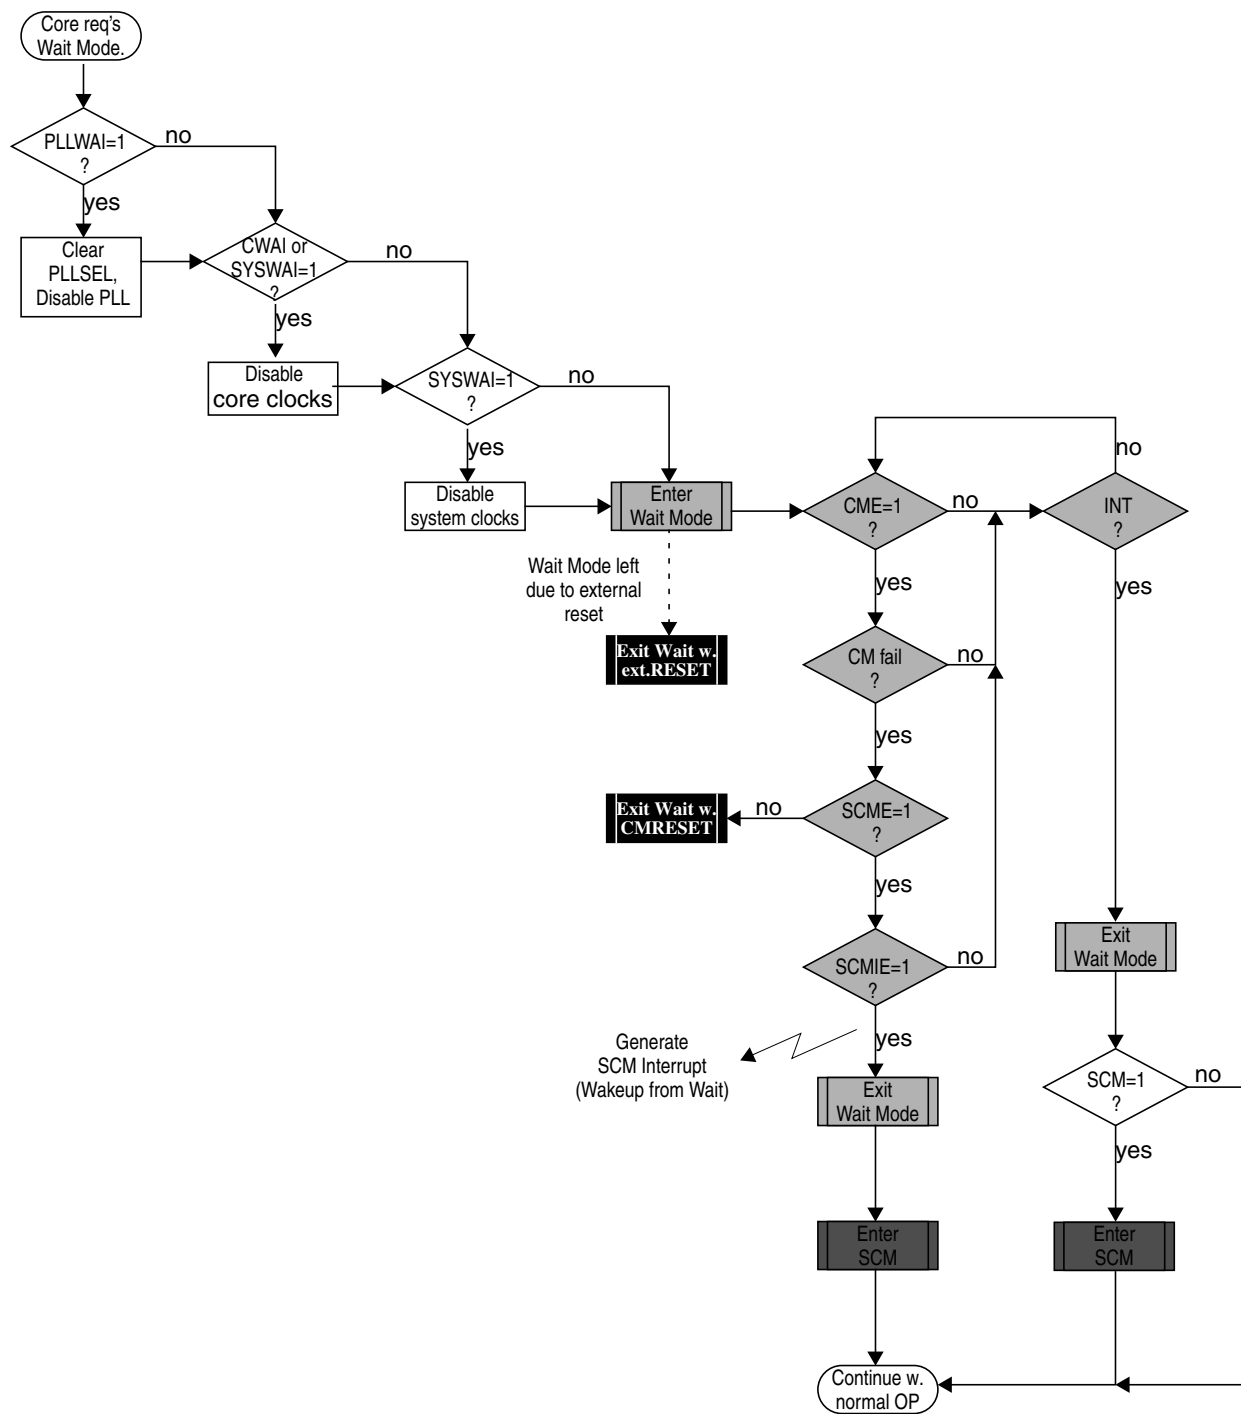 Core req's
Wait Mode.
PLLWAI=1
?
no
yes
Clear
PLLSEL,
Disable PLL
CWAI or
SYSWAI=1
?
no
yes
Disable
core clocks
SYSWAI=1
?
no
yes
Disable
system clocks
Enter
Wait Mode
Wait Mode left
due to external
reset
Exit Wait w.
ext.RESET
CME=1
?
no
yes
INT
?
no
yes
CM fail
?
no
yes
SCME=1
?
no
yes
Exit Wait w.
CMRESET
SCMIE=1
?
no
yes
Generate
SCM Interrupt
(Wakeup from Wait)
Exit
Wait Mode
Enter
SCM
Exit
Wait Mode
SCM=1
?
no
yes
Enter
SCM
Continue w.
normal OP